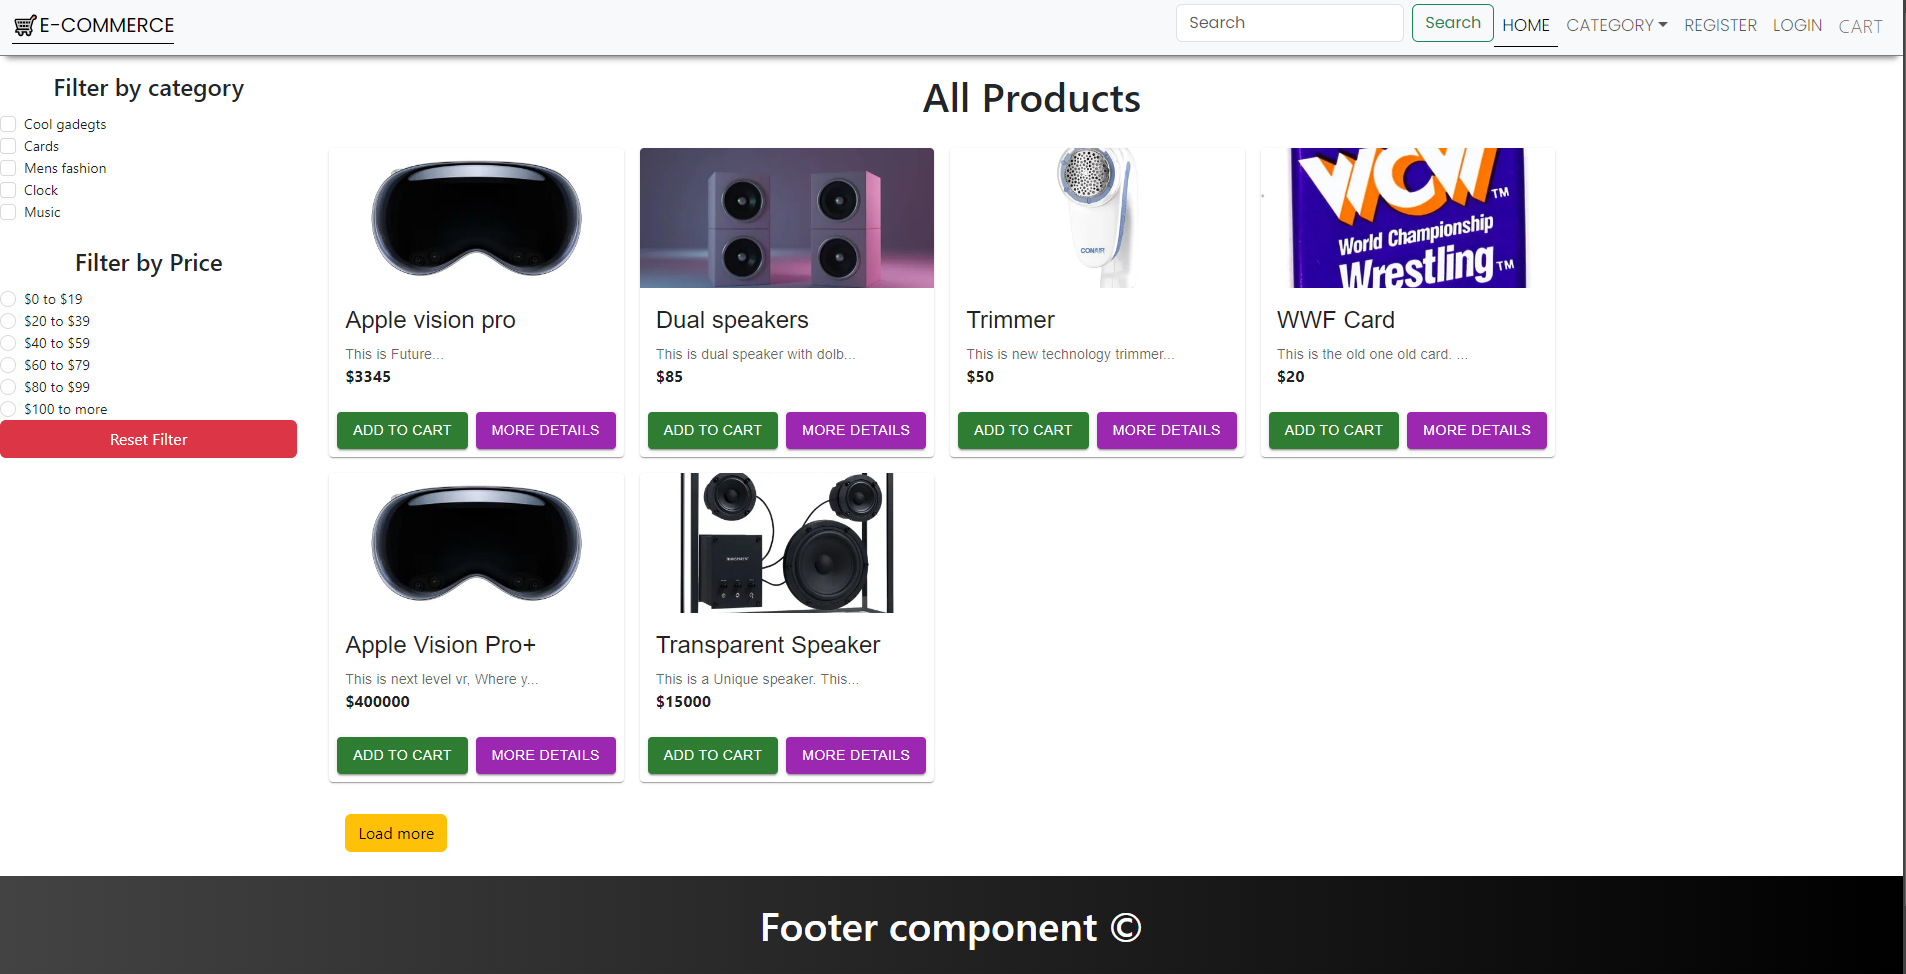 E-COMMERCE
Search
Search
HOME
CATEGORY
REGISTER
LOGIN
CART
Filter by category
Cool gadegts
Cards
Mens fashion
Clock
Music
Filter by Price
$0 to $19
$20 to $39
$40 to $59
$60 to $79
$80 to $99
$100 to more
Reset Filter
All Products
Apple vision pro
This is Future...
$3345
ADD TO CART
MORE DETAILS
Dual speakers
This is dual speaker with dolb...
$85
ADD TO CART
MORE DETAILS
CONAIR
Trimmer
This is new technology trimmer...
$50
ADD TO CART
MORE DETAILS
WCW TM
World Championship
Wrestling TM
WWF Card
This is the old one old card. ...
$20
ADD TO CART
MORE DETAILS
Apple Vision Pro+
This is next level vr, Where y...
$400000
ADD TO CART
MORE DETAILS
Transparent Speaker
This is a Unique speaker. This...
$15000
ADD TO CART
MORE DETAILS
Load more
Footer component ©